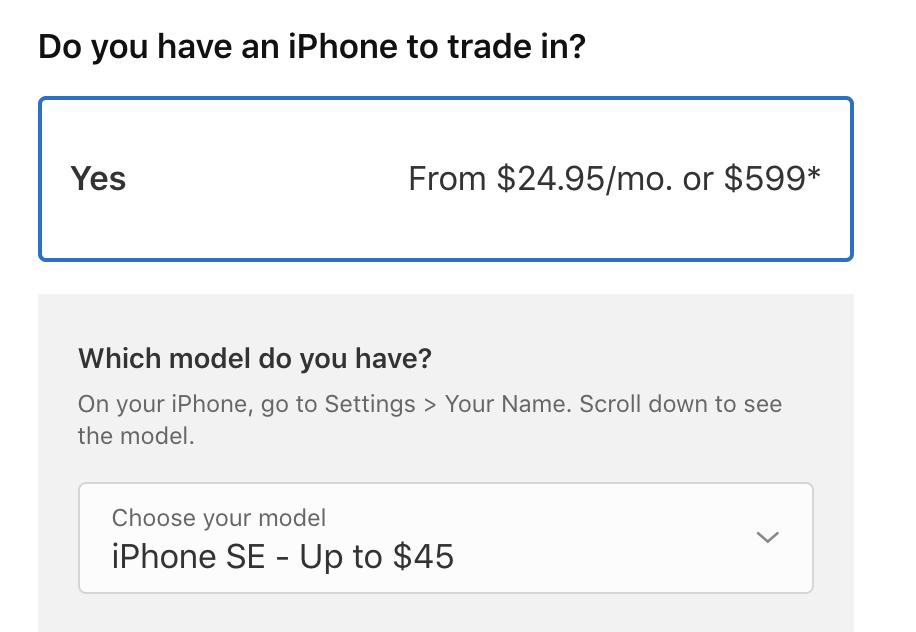 Do you have an iPhone to trade in?
Yes
From $24.95/mo. or $599*
Which model do you have?
On your iPhone, go to Settings > Your Name. Scroll down to see
the model.
Choose your model
iPhone SE - Up to $45